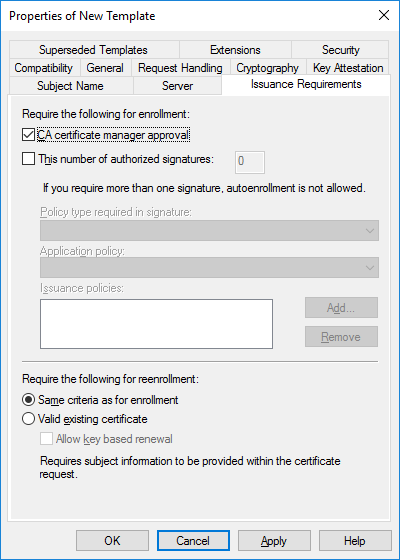 Properties of New Template
Superseded Templates Extensions Security
Compatibility General Request Handling Cryptography Key Attestation
Subject Name Server Issuance Requirements
Require the following for enrollment:
CA certificate manager approval
This number of authorized signatures: 0
If you require more than one signature, autoenrollment is not allowed.
Policy type required in signature:
Application policy:
Issuance policies:
Add...
Remove
Require the following for reenrollment:
Same criteria as for enrollment
Valid existing certificate
Allow key based renewal
Requires subject information to be provided within the certificate
request.
OK Cancel Apply Help